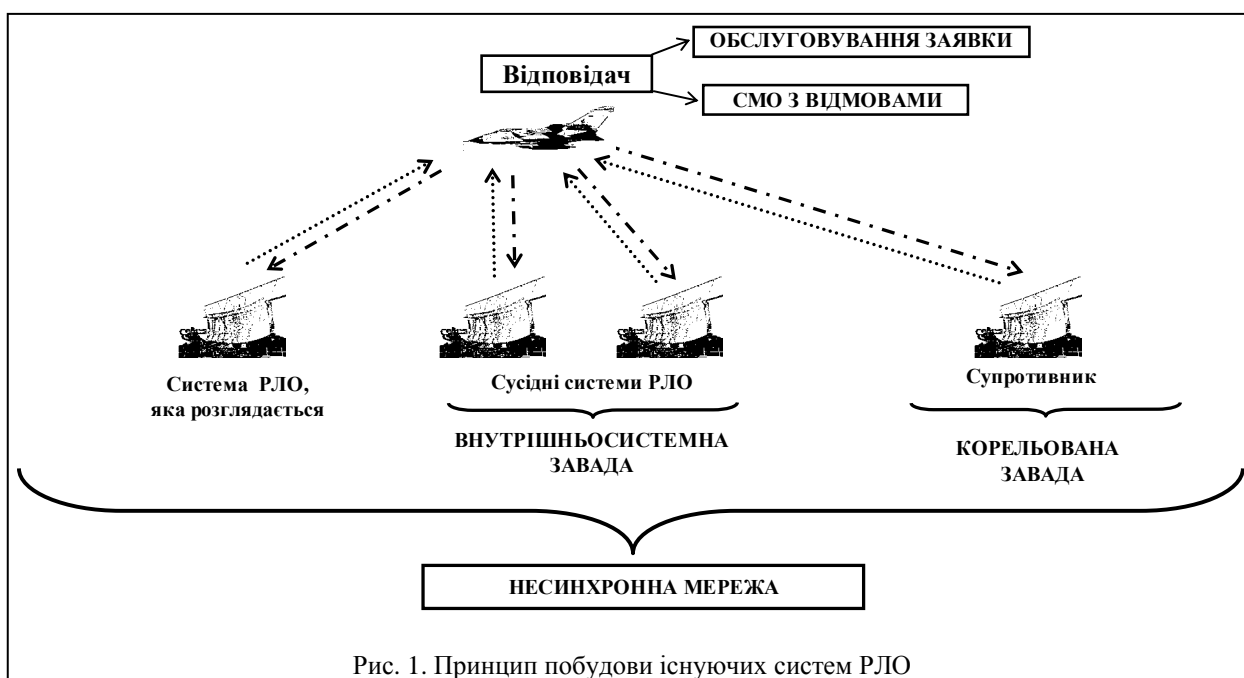 ОБСЛУГОВУВАННЯ ЗАЯВКИ
Відповідач
СМО З ВІДМОВАМИ
Система РЛО,
яка розглядається
Сусідні системи РЛО
Супротивник
ВНУТРІШНЬОСИСТЕМНА
ЗАВАДА
КОРЕЛЬОВАНА
ЗАВАДА
НЕСИНХРОННА МЕРЕЖА
Рис. 1. Принцип побудови існуючих систем РЛО